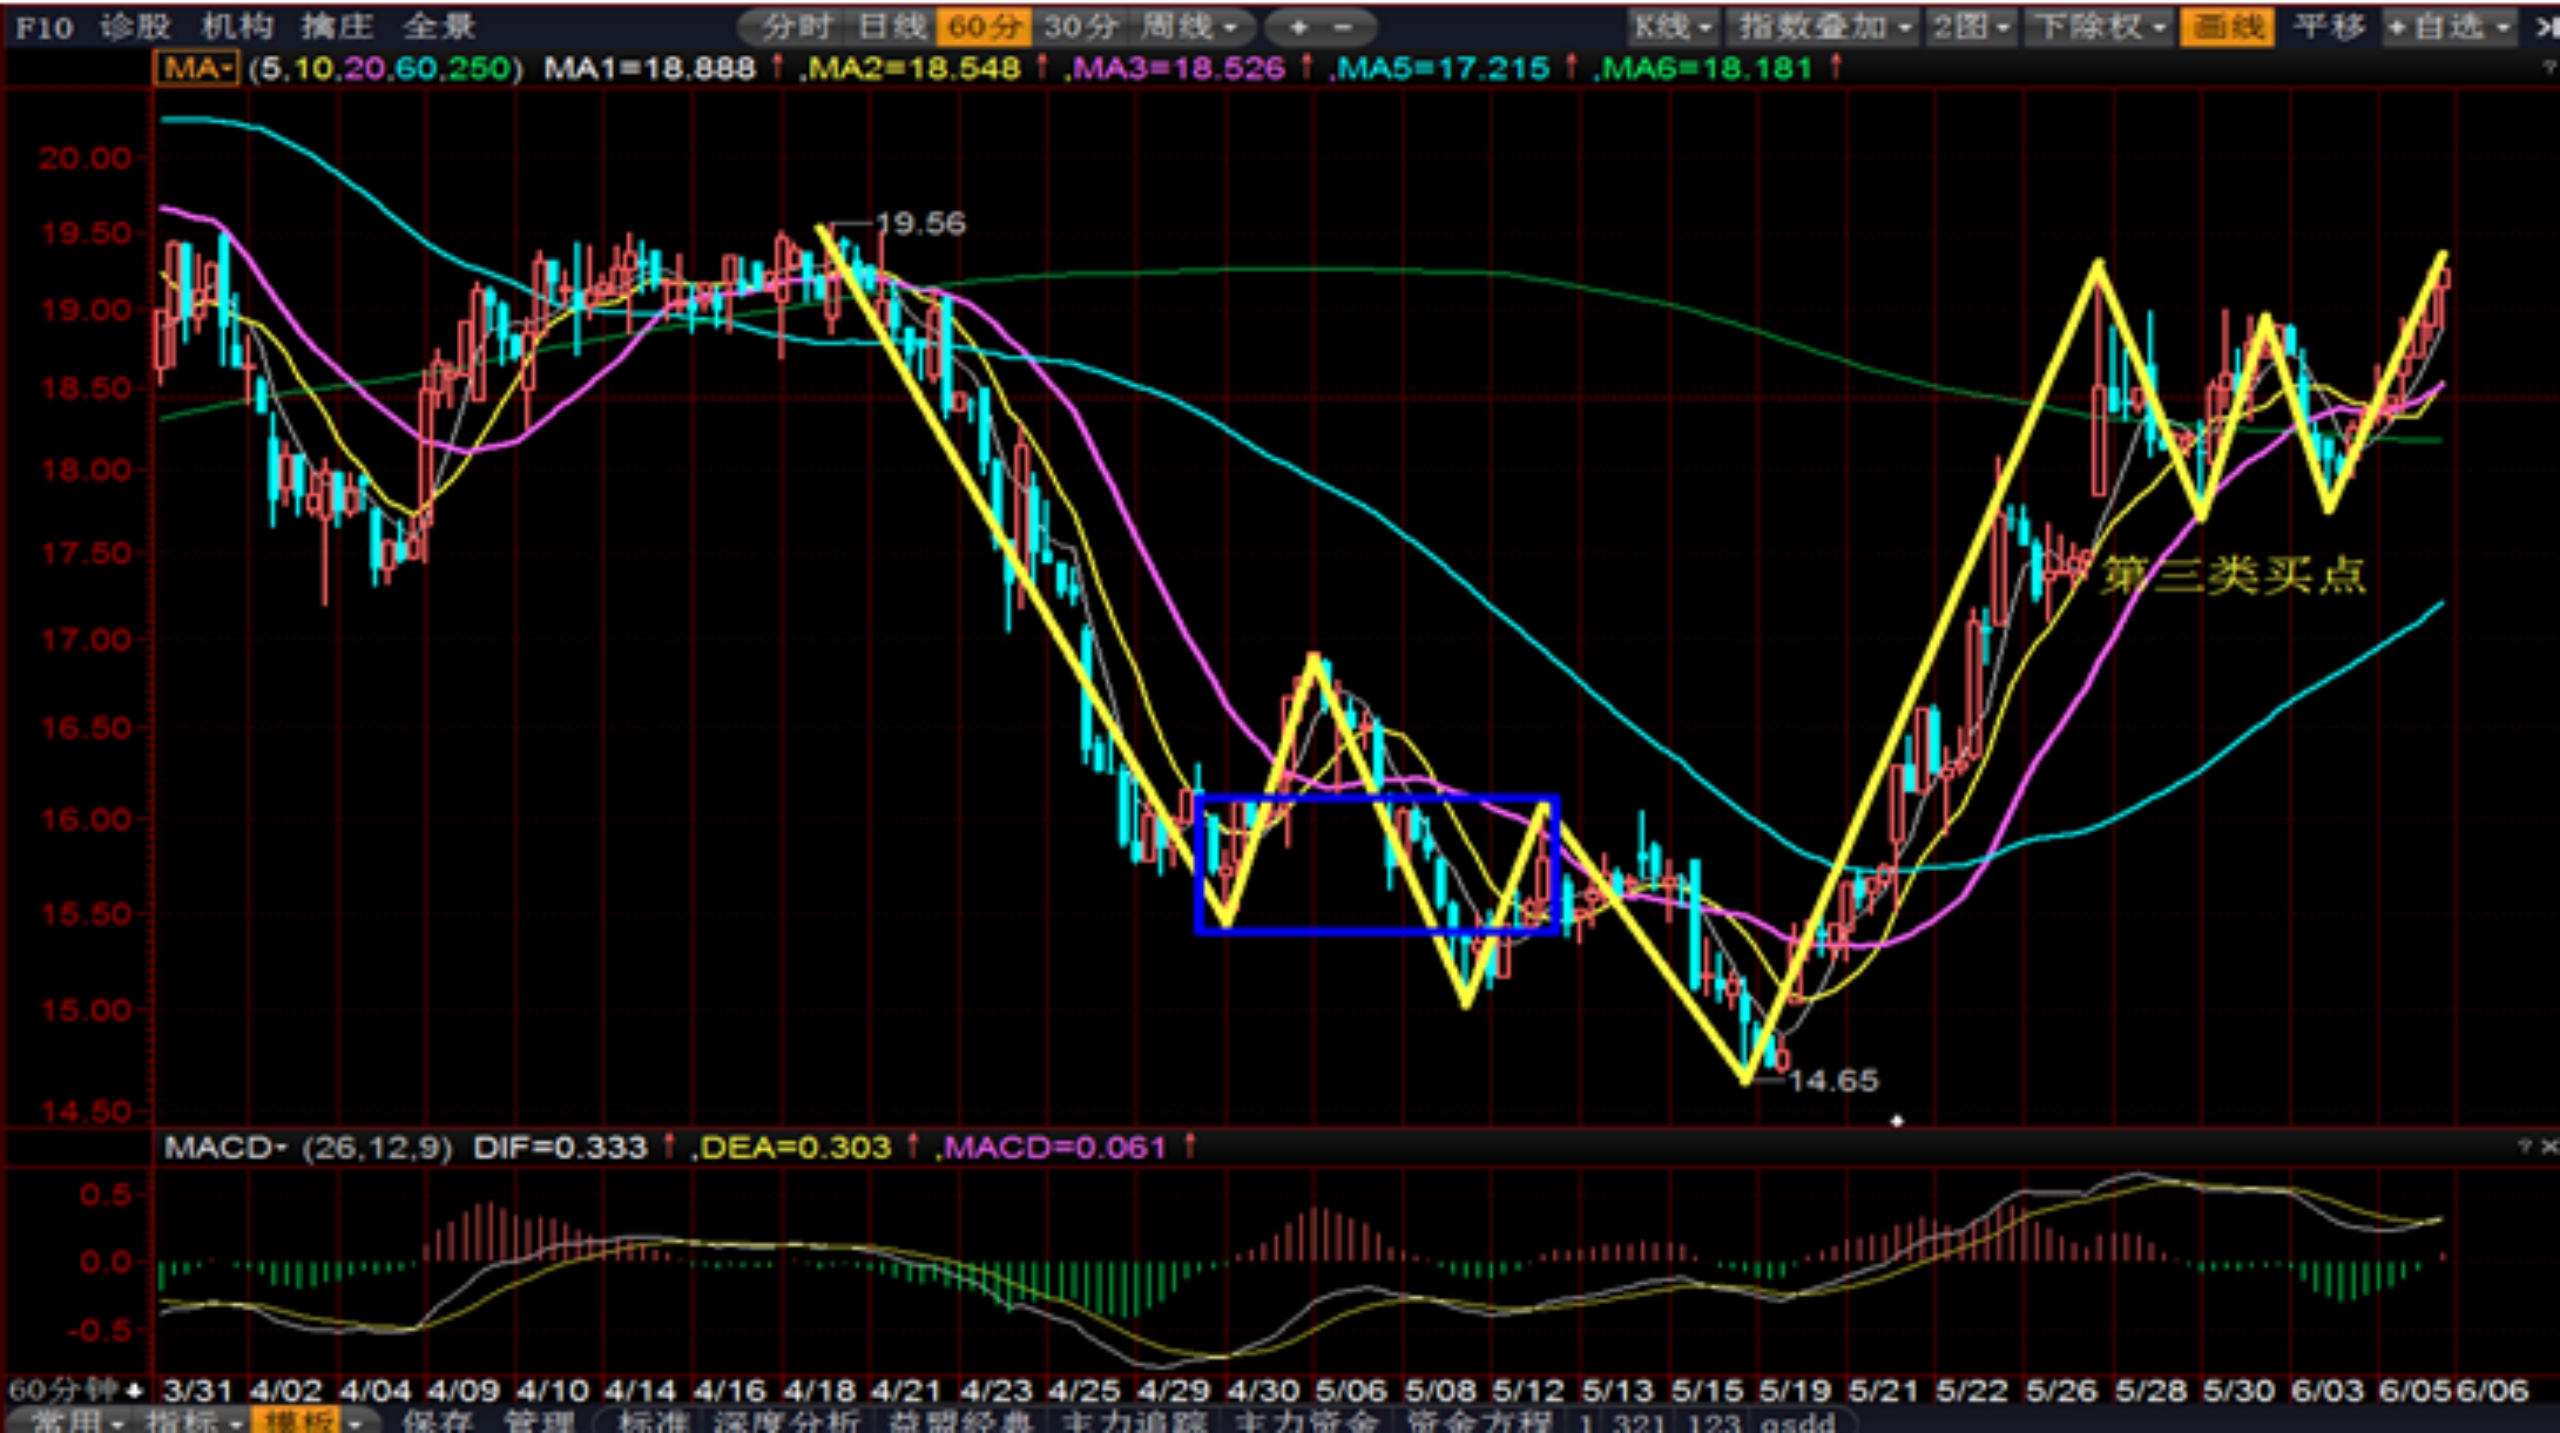 F10 诊股 机构 擒庄 全景 分时 日线 60分 30分 周线 + - K线 指数叠加 2图 下除权 画线 平移 +自选
MA (5,10,20,60,250) MA1=18.888 ↑ ,MA2=18.548 ↑ ,MA3=18.526 ↑ ,MA5=17.215 ↑ ,MA6=18.181 ↑ ?
20.00
19.56
19.50
19.00
18.50
18.00
17.50
第三类买点
17.00
16.50
16.00
15.50
15.00
14.65
14.50
MACD (26,12,9) DIF=0.333 ↑ ,DEA=0.303 ↑ ,MACD=0.061 ↑ ? ×
0.5
0.0
-0.5
60分钟 3/31 4/02 4/04 4/09 4/10 4/14 4/16 4/18 4/21 4/23 4/25 4/29 4/30 5/06 5/08 5/12 5/13 5/15 5/19 5/21 5/22 5/26 5/28 5/30 6/03 6/05 6/06
常用 指标 模板 保存 管理 标准 深度分析 益盟经典 主力追踪 主力资金 资金方程 1 321 123 qsdd